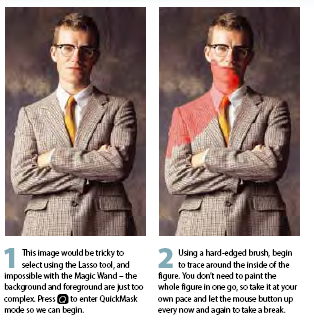 1 This image would be tricky to
select using the Lasso tool, and
impossible with the Magic Wand – the
background and foreground are just too
complex. Press Q to enter QuickMask
mode so we can begin.
2 Using a hard-edged brush, begin
to trace around the inside of the
figure. You don't need to paint the
whole figure in one go, so take it at your
own pace and let the mouse button up
every now and again to take a break.